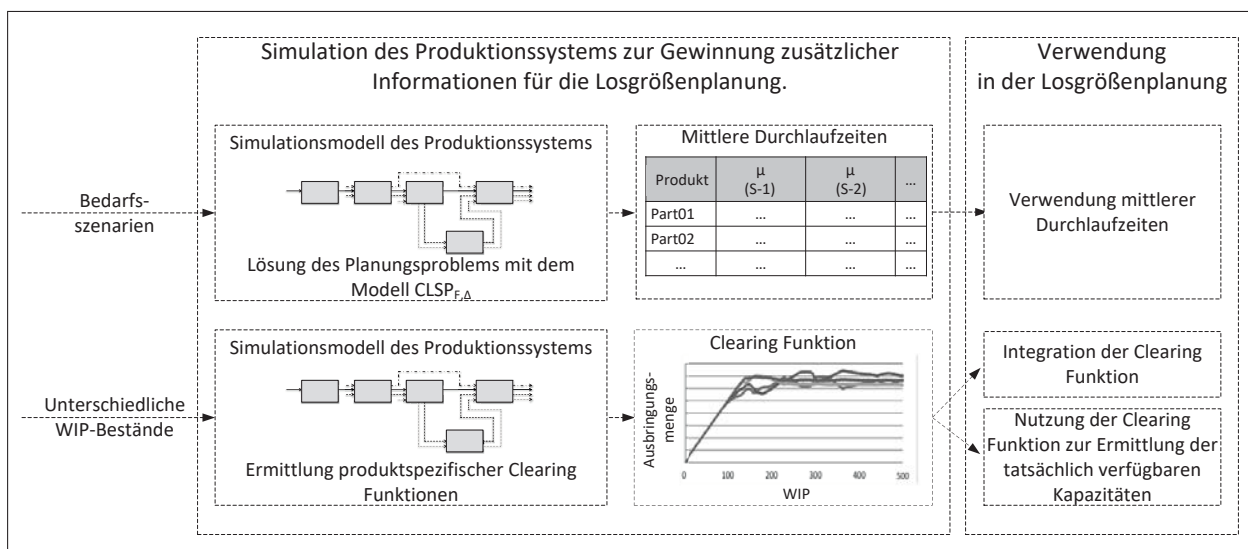 Simulation des Produktionssystems zur Gewinnung zusätzlicher
Informationen für die Losgrößenplanung.
Verwendung
in der Losgrößenplanung
Bedarfs-
szenarien
Simulationsmodell des Produktionssystems
Lösung des Planungsproblems mit dem
Modell CLSPF,Δ
Mittlere Durchlaufzeiten
Produkt
μ
(S-1)
μ
(S-2)
...
Part01
...
...
...
Part02
...
...
...
...
...
...
...
Verwendung mittlerer
Durchlaufzeiten
Unterschiedliche
WIP-Bestände
Simulationsmodell des Produktionssystems
Ermittlung produktspezifischer Clearing
Funktionen
Clearing Funktion
Ausbringungs-
menge
0 100 200 300 400 500
WIP
Integration der Clearing
Funktion
Nutzung der Clearing
Funktion zur Ermittlung der
tatsächlich verfügbaren
Kapazitäten